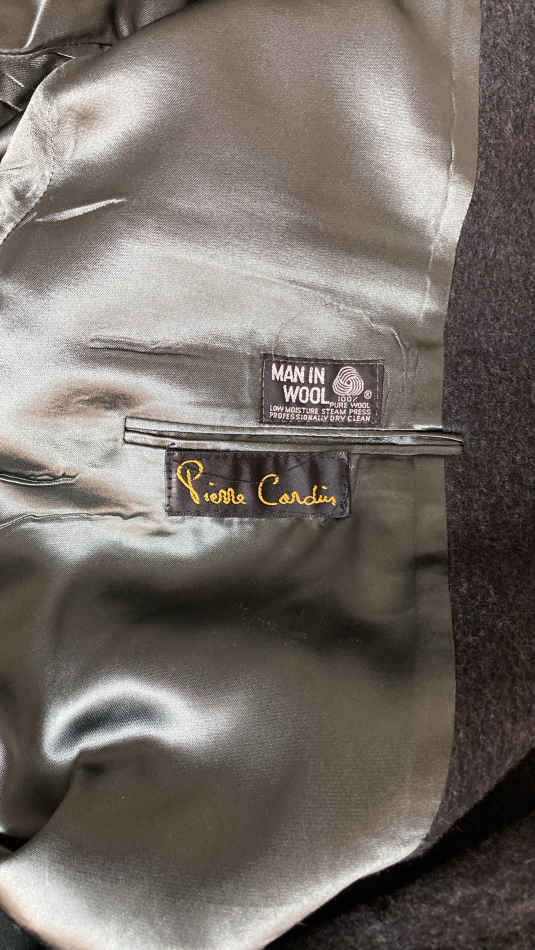 MAN IN
WOOL ®
100%
PURE WOOL
LOW MOISTURE STEAM PRESS
PROFESSIONALLY DRY CLEAN
Pierre Cardin